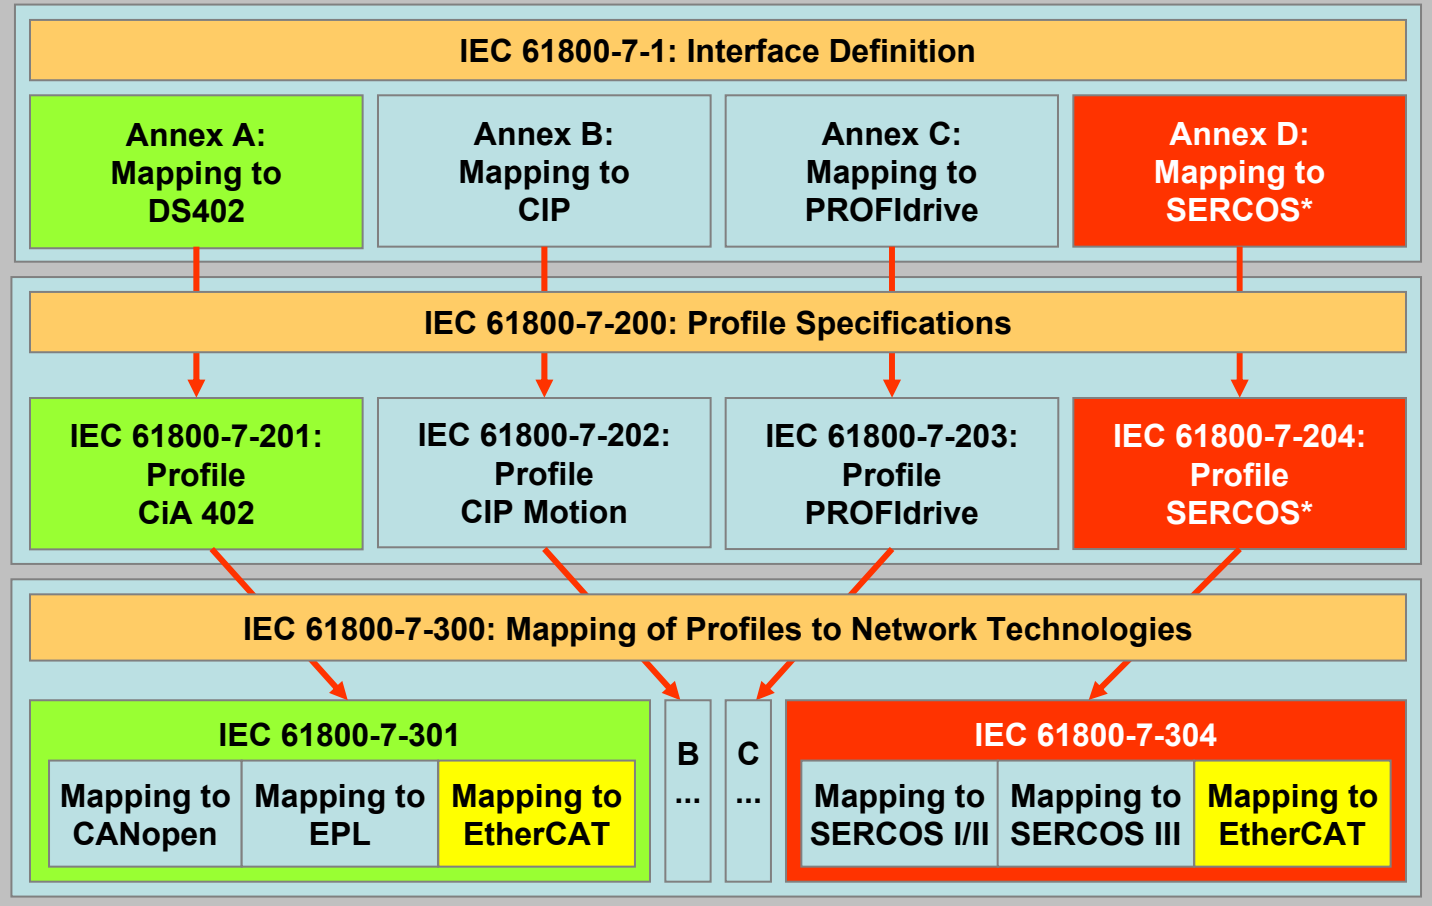 IEC 61800-7-1: Interface Definition
Annex A:
Mapping to
DS402
Annex B:
Mapping to
CIP
Annex C:
Mapping to
PROFIdrive
Annex D:
Mapping to
SERCOS*
IEC 61800-7-200: Profile Specifications
IEC 61800-7-201:
Profile
CiA 402
IEC 61800-7-202:
Profile
CIP Motion
IEC 61800-7-203:
Profile
PROFIdrive
IEC 61800-7-204:
Profile
SERCOS*
IEC 61800-7-300: Mapping of Profiles to Network Technologies
IEC 61800-7-301
Mapping to
CANopen
Mapping to
EPL
Mapping to
EtherCAT
B
...
C
...
IEC 61800-7-304
Mapping to
SERCOS I/II
Mapping to
SERCOS III
Mapping to
EtherCAT